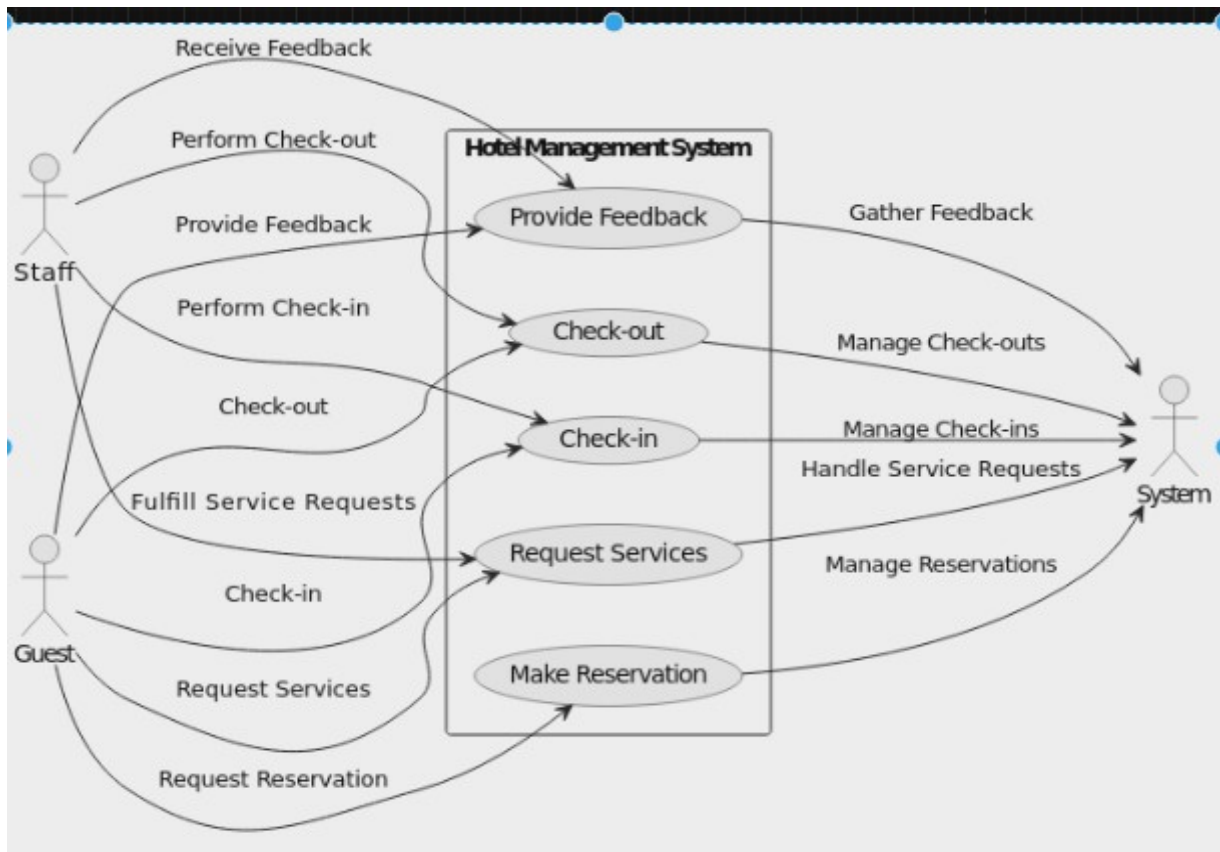 Receive Feedback
Perform Check-out
Hotel Management System
Provide Feedback
Gather Feedback
Provide Feedback
Staff
Perform Check-in
Check-out
Manage Check-outs
Check-out
Check-in
Manage Check-ins
Handle Service Requests
System
Fulfill Service Requests
Request Services
Manage Reservations
Check-in
Guest
Make Reservation
Request Services
Request Reservation